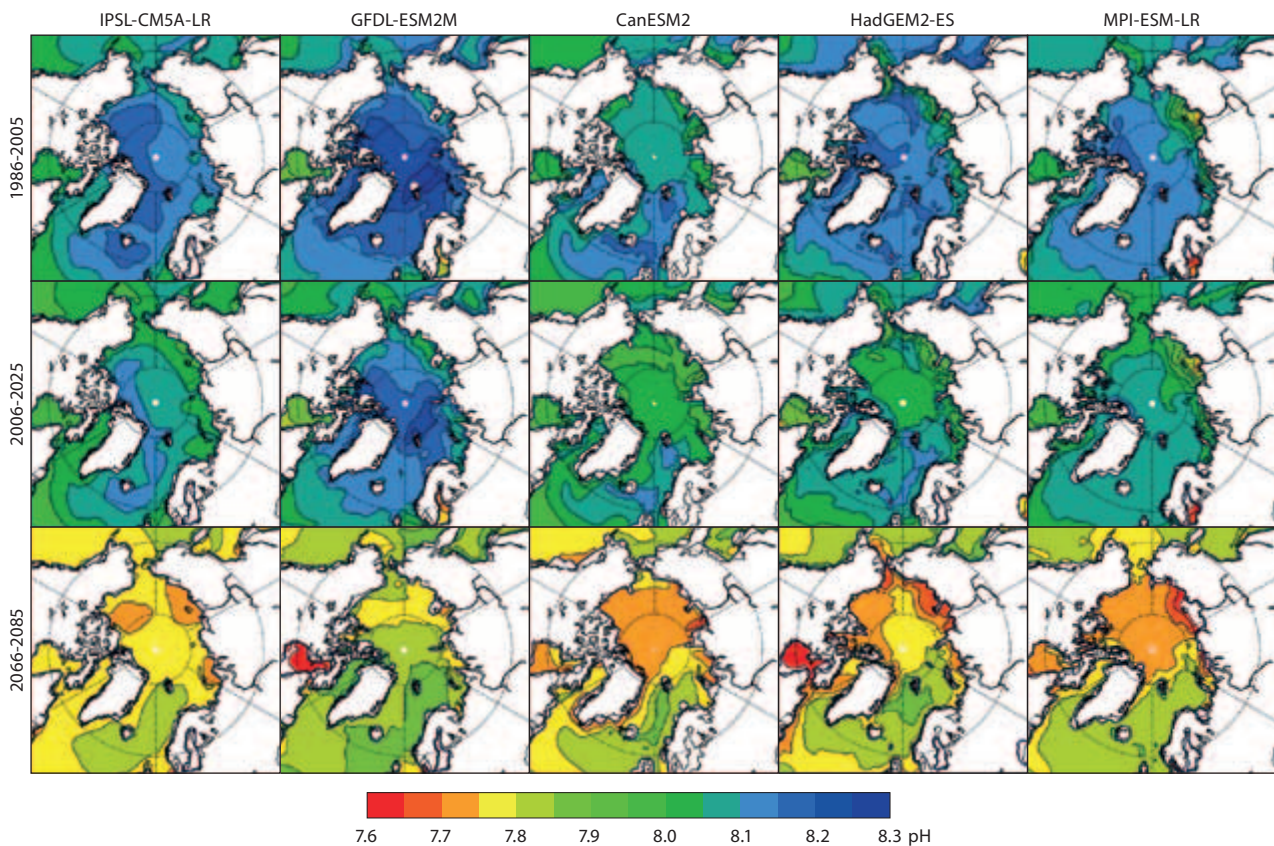 IPSL-CM5A-LR GFDL-ESM2M CanESM2 HadGEM2-ES MPI-ESM-LR
1986-2005
2006-2025
2066-2085
7.6 7.7 7.8 7.9 8.0 8.1 8.2 8.3 pH